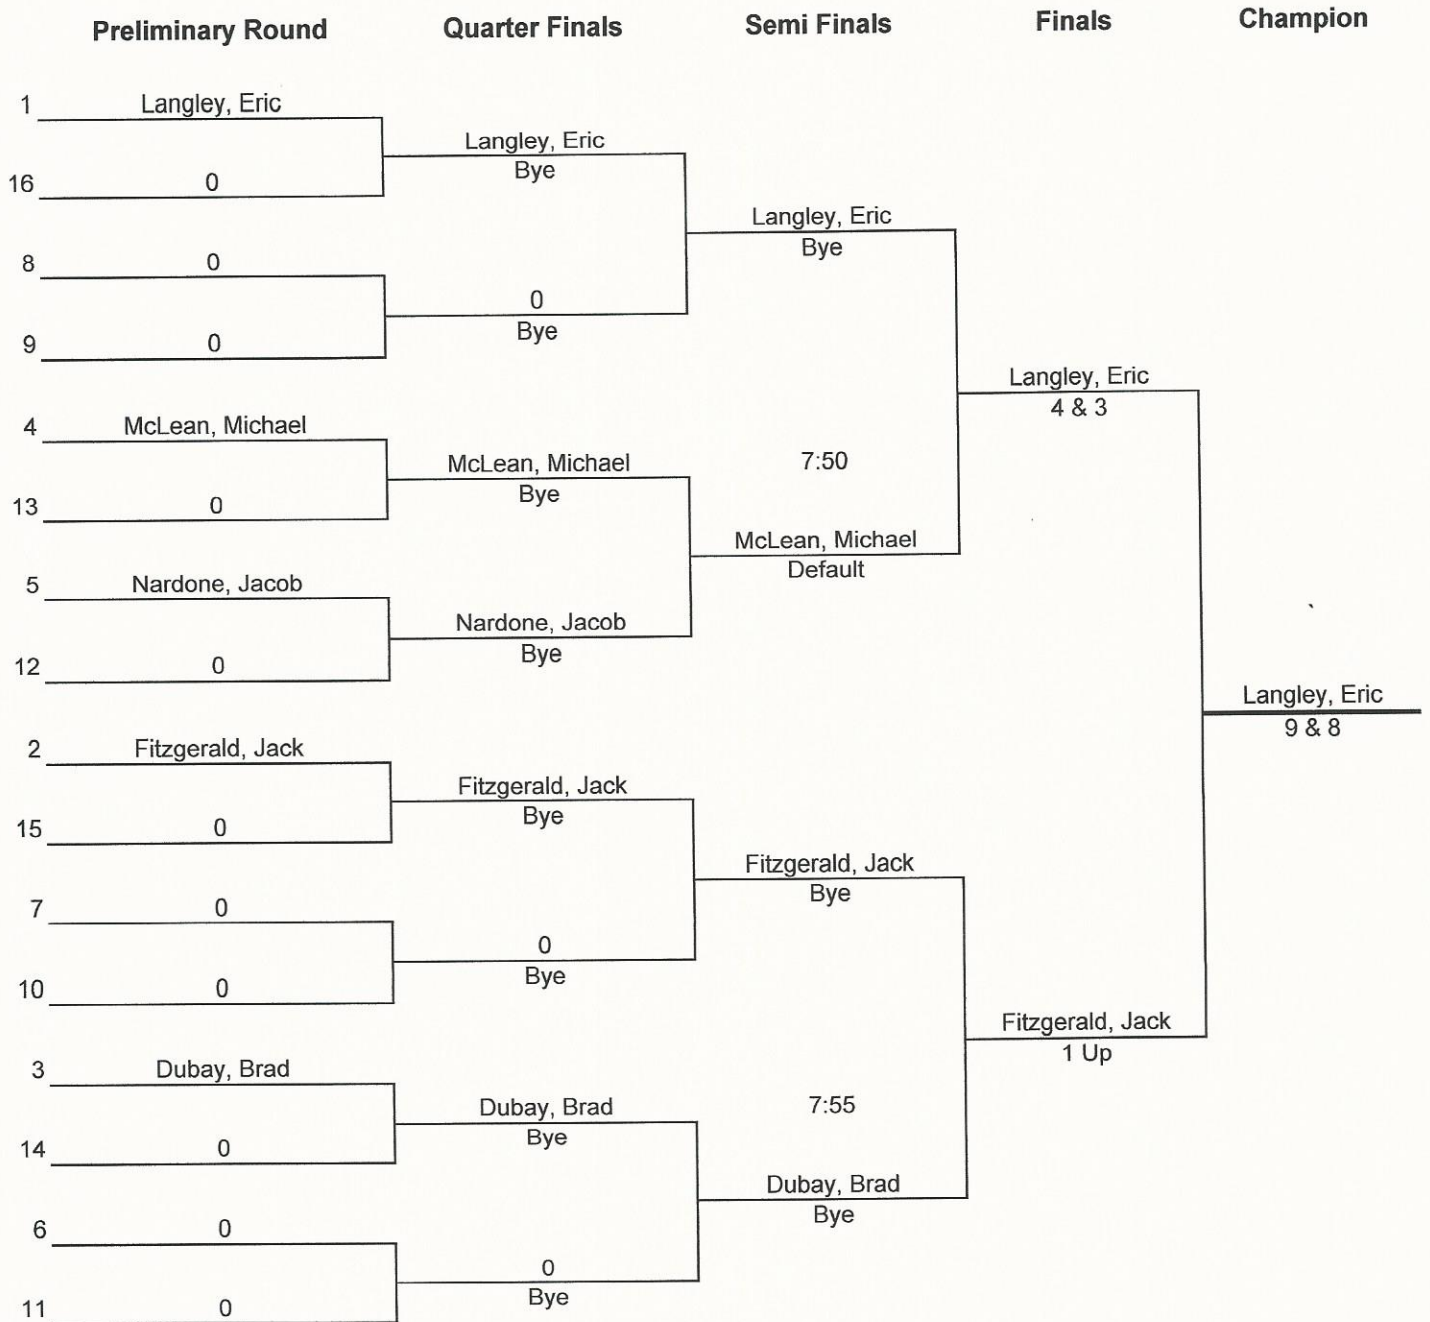 Preliminary Round
Quarter Finals
Semi Finals
Finals
Champion
1 Langley, Eric
16 0
8 0
9 0
4 McLean, Michael
13 0
5 Nardone, Jacob
12 0
2 Fitzgerald, Jack
15 0
7 0
10 0
3 Dubay, Brad
14 0
6 0
11 0
Langley, Eric
Bye
0
Bye
McLean, Michael
Bye
Nardone, Jacob
Bye
Fitzgerald, Jack
Bye
0
Bye
Dubay, Brad
Bye
0
Bye
Langley, Eric
Bye
7:50
McLean, Michael
Default
Fitzgerald, Jack
Bye
7:55
Dubay, Brad
Bye
Langley, Eric
4 & 3
Fitzgerald, Jack
1 Up
Langley, Eric
9 & 8